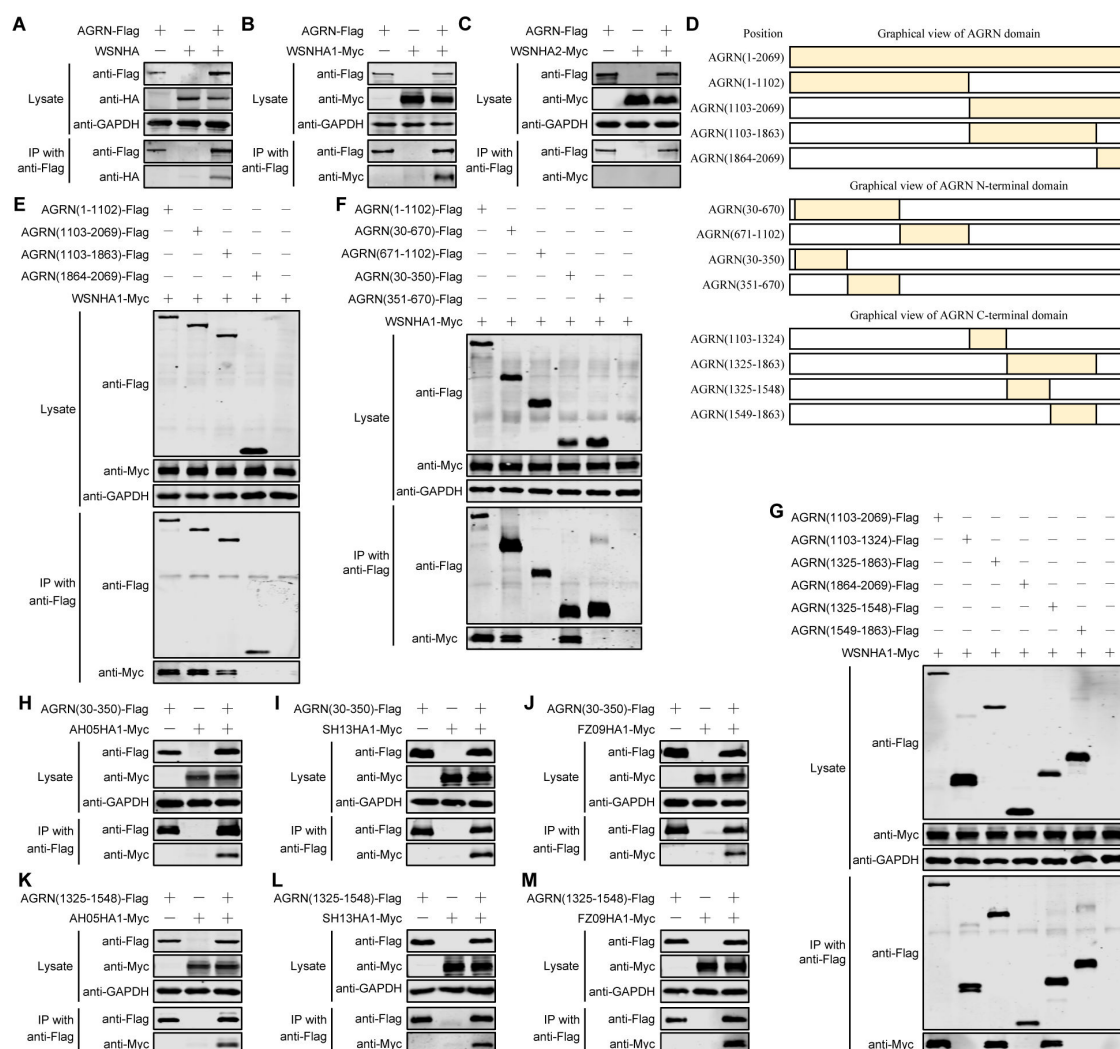 A
AGRN-Flag + − +
WSNHA − + +
Lysate
anti-Flag
anti-HA
anti-GAPDH
IP with
anti-Flag
anti-Flag
anti-HA
B
AGRN-Flag + − +
WSNHA1-Myc − + +
Lysate
anti-Flag
anti-Myc
anti-GAPDH
IP with
anti-Flag
anti-Flag
anti-Myc
C
AGRN-Flag + − +
WSNHA2-Myc − + +
Lysate
anti-Flag
anti-Myc
anti-GAPDH
IP with
anti-Flag
anti-Flag
anti-Myc
D
Position Graphical view of AGRN domain
AGRN(1-2069)
AGRN(1-1102)
AGRN(1103-2069)
AGRN(1103-1863)
AGRN(1864-2069)
Graphical view of AGRN N-terminal domain
AGRN(30-670)
AGRN(671-1102)
AGRN(30-350)
AGRN(351-670)
Graphical view of AGRN C-terminal domain
AGRN(1103-1324)
AGRN(1325-1863)
AGRN(1325-1548)
AGRN(1549-1863)
E
AGRN(1-1102)-Flag + − − − −
AGRN(1103-2069)-Flag − + − − −
AGRN(1103-1863)-Flag − − + − −
AGRN(1864-2069)-Flag − − − + −
WSNHA1-Myc + + + + +
Lysate
anti-Flag
anti-Myc
anti-GAPDH
IP with
anti-Flag
anti-Flag
anti-Myc
F
AGRN(1-1102)-Flag + − − − − −
AGRN(30-670)-Flag − + − − − −
AGRN(671-1102)-Flag − − + − − −
AGRN(30-350)-Flag − − − + − −
AGRN(351-670)-Flag − − − − + −
WSNHA1-Myc + + + + + +
Lysate
anti-Flag
anti-Myc
anti-GAPDH
IP with
anti-Flag
anti-Flag
anti-Myc
G
AGRN(1103-2069)-Flag + − − − − − −
AGRN(1103-1324)-Flag − + − − − − −
AGRN(1325-1863)-Flag − − + − − − −
AGRN(1864-2069)-Flag − − − + − − −
AGRN(1325-1548)-Flag − − − − + − −
AGRN(1549-1863)-Flag − − − − − + −
WSNHA1-Myc + + + + + + +
Lysate
anti-Flag
anti-Myc
anti-GAPDH
IP with
anti-Flag
anti-Flag
anti-Myc
H
AGRN(30-350)-Flag + − +
AH05HA1-Myc − + +
Lysate
anti-Flag
anti-Myc
anti-GAPDH
IP with
anti-Flag
anti-Flag
anti-Myc
I
AGRN(30-350)-Flag + − +
SH13HA1-Myc − + +
Lysate
anti-Flag
anti-Myc
anti-GAPDH
IP with
anti-Flag
anti-Flag
anti-Myc
J
AGRN(30-350)-Flag + − +
FZ09HA1-Myc − + +
Lysate
anti-Flag
anti-Myc
anti-GAPDH
IP with
anti-Flag
anti-Flag
anti-Myc
K
AGRN(1325-1548)-Flag + − +
AH05HA1-Myc − + +
Lysate
anti-Flag
anti-Myc
anti-GAPDH
IP with
anti-Flag
anti-Flag
anti-Myc
L
AGRN(1325-1548)-Flag + − +
SH13HA1-Myc − + +
Lysate
anti-Flag
anti-Myc
anti-GAPDH
IP with
anti-Flag
anti-Flag
anti-Myc
M
AGRN(1325-1548)-Flag + − +
FZ09HA1-Myc − + +
Lysate
anti-Flag
anti-Myc
anti-GAPDH
IP with
anti-Flag
anti-Flag
anti-Myc